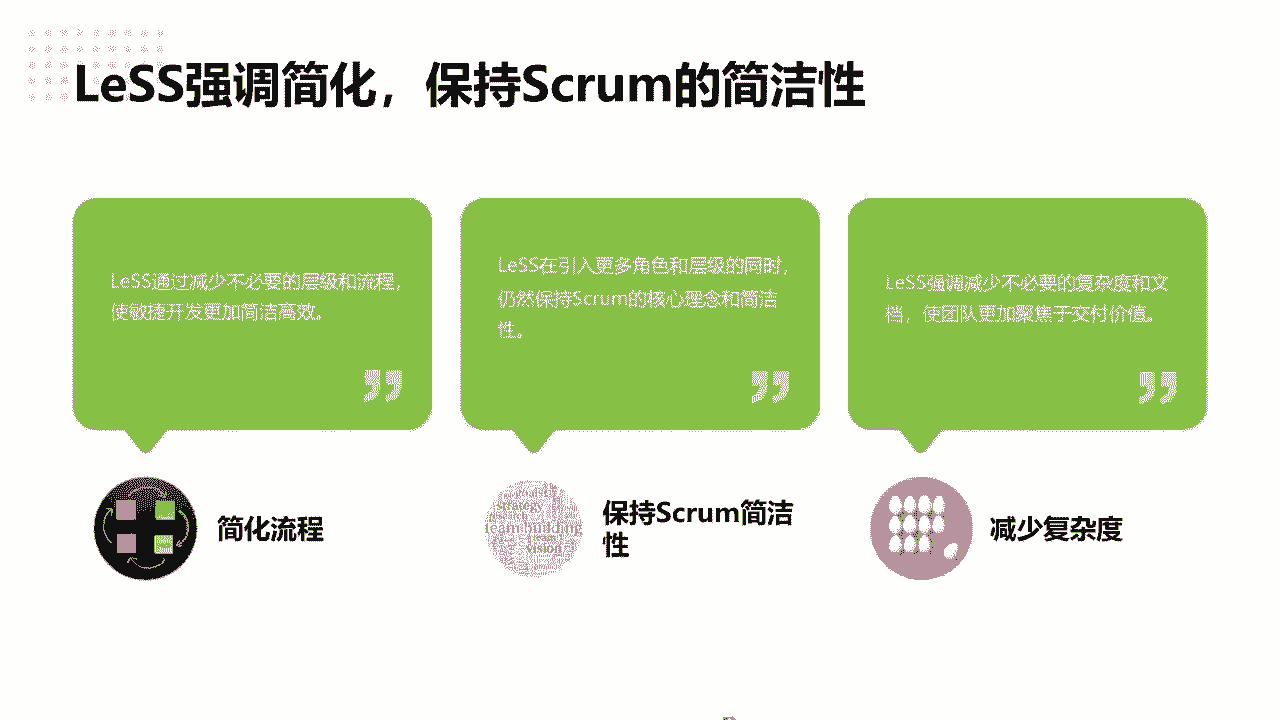 LeSS强调简化，保持Scrum的简洁性
LeSS通过减少不必要的层级和流程，
使敏捷开发更加简洁高效。
LeSS在引入更多角色和层级的同时，
仍然保持Scrum的核心理念和简洁
性。
LeSS强调减少不必要的复杂度和文
档，使团队更加聚焦于交付价值。
简化流程
strategy
team building
vision
保持Scrum简洁
性
减少复杂度